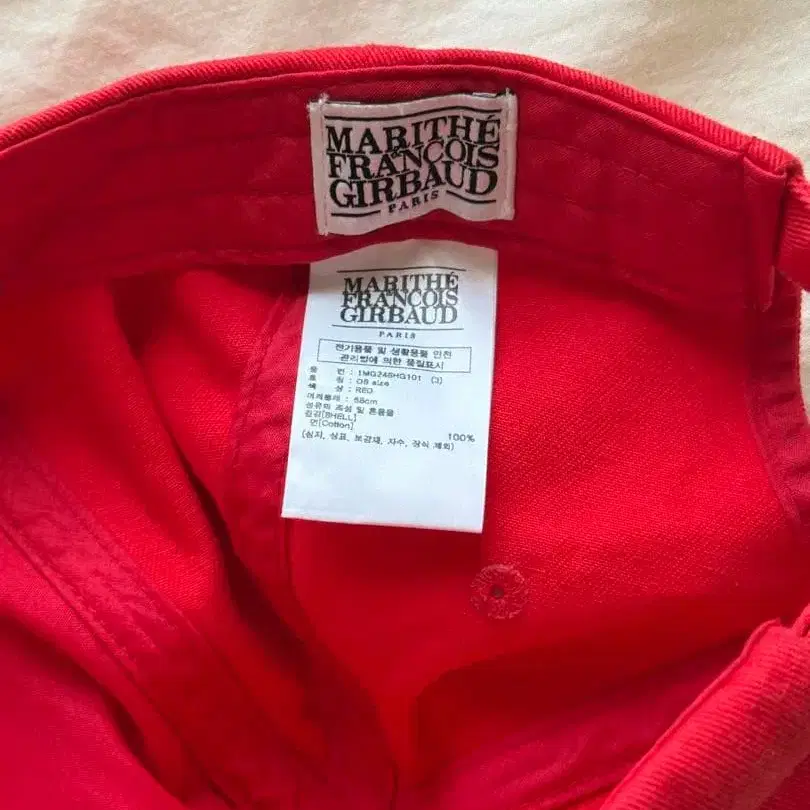 MARITHÉ
FRANÇOIS
GIRBAUD
PARIS
MARITHÉ
FRANCOIS
GIRBAUD
PARIS
전기용품 및 생활용품 안전
관리법에 의한 품질표시
품 번 : 1MG24SHG101 (3)
호 칭 : OS size
색 상 : RED
머리둘레 : 58cm
섬유의 조성 및 혼용율
겉감[SHELL]
면[Cotton] 100%
(심지, 상표, 보강재, 자수, 장식 제외)